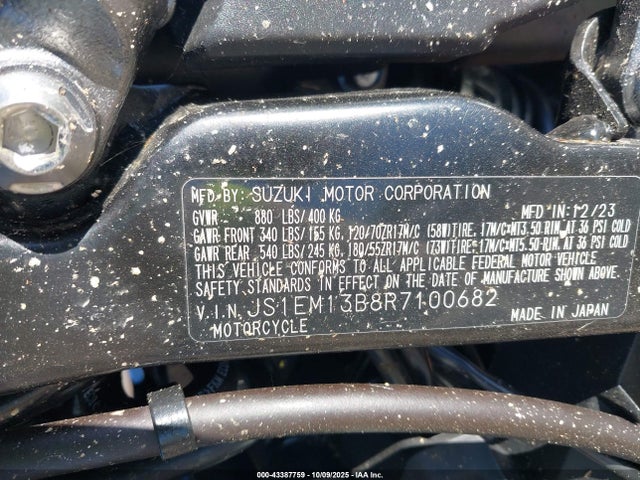 MFD.BY: SUZUKI MOTOR CORPORATION MFD IN:12/23
GVWR 880 LBS/400 KG
GAWR FRONT 340 LBS/155 KG, 120/70ZR17M/C (58W)TIRE, 17M/C×MT3.50 RIM, AT 36 PSI COLD
GAWR REAR 540 LBS/245 KG, 180/55ZR17M/C (73W)TIRE, 17M/C×MT5.50 RIM, AT 36 PSI COLD
THIS VEHICLE CONFORMS TO ALL APPLICABLE FEDERAL MOTOR VEHICLE
SAFETY STANDARDS IN EFFECT ON THE DATE OF MANUFACTURE SHOWN ABOVE.
V.I.N. JS1EM13B8R7100682 MADE IN JAPAN
MOTORCYCLE
000-43387759 - 10/09/2025 - COPART.COM